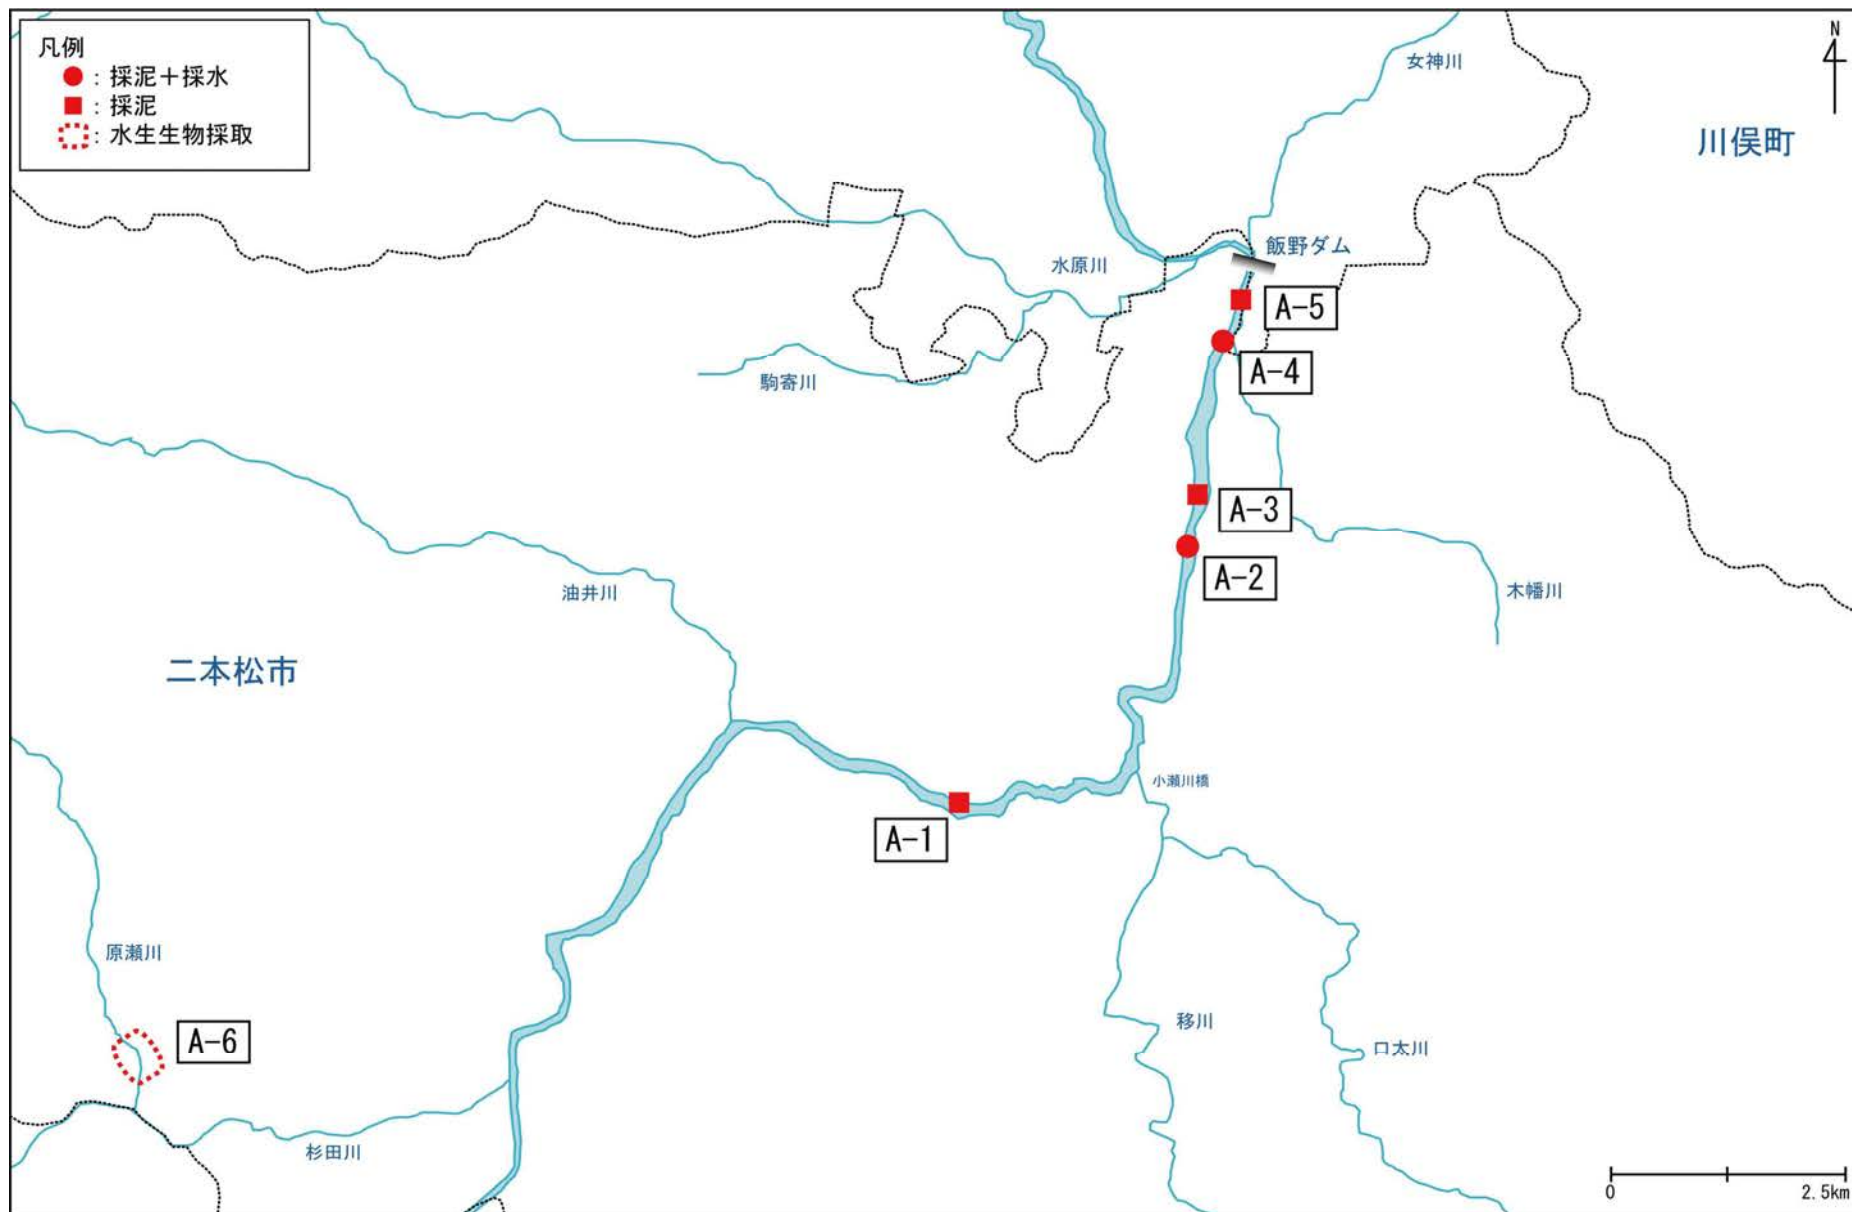 凡例
：採泥＋採水
：採泥
：水生生物採取
N
女神川
川俣町
飯野ダム
水原川
A-5
駒寄川
A-4
A-3
A-2
油井川
木幡川
二本松市
小瀬川橋
A-1
原瀬川
A-6
移川
口太川
杉田川
0
2.5km